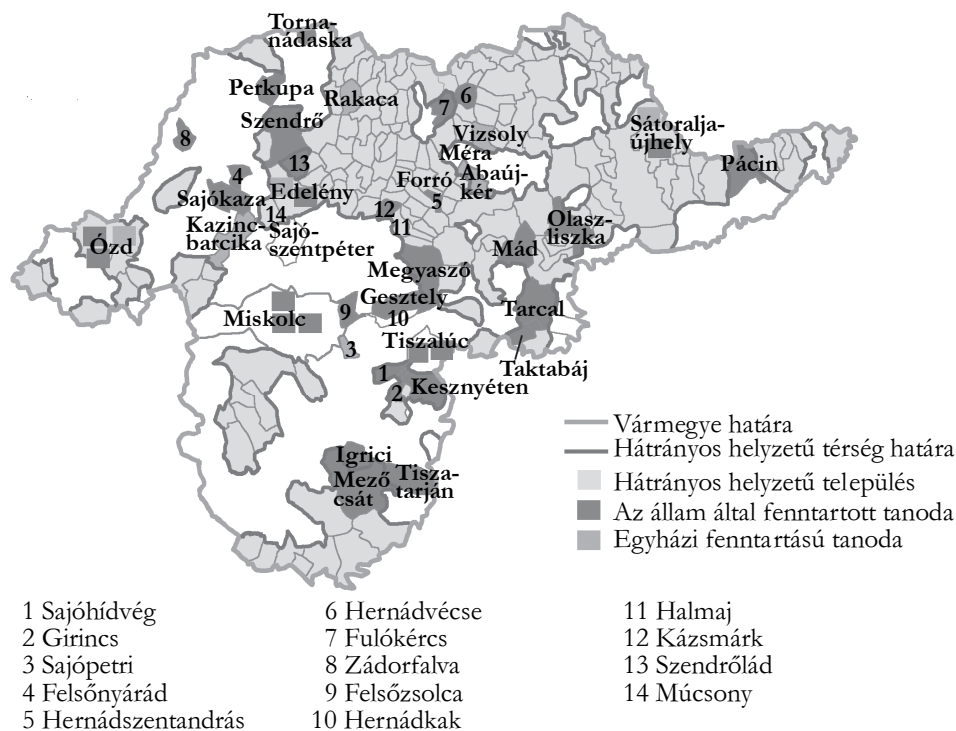 Torna-
nádaska
Perkupa
Rakaca
7
6
Szendrő
8
Vizsoly
Sátoralja-
újhely
Méra
Pácin
13
4
Forró
Abaúj-
kér
Sajókaza
Edelény
5
12
14
11
Olasz-
liszka
Kazinc-
barcika
Sajó-
szentpéter
Ózd
Mád
Megyaszó
Gesztely
Tarcal
9
10
Miskolc
3
Tiszalúc
Taktabáj
1
Kesznyéten
2
Igrici
Mező
csát
Tisza-
tarján
Vármegye határa
Hátrányos helyzetű térség határa
Hátrányos helyzetű település
Az állam által fenntartott tanoda
Egyházi fenntartású tanoda
1 Sajóhídvég
2 Girincs
3 Sajópetri
4 Felsőnyárád
5 Hernádszentandrás
6 Hernádvécse
7 Fulókércs
8 Zádorfalva
9 Felsőzsolca
10 Hernádkak
11 Halmaj
12 Kázsmárk
13 Szendrőlád
14 Múcsony